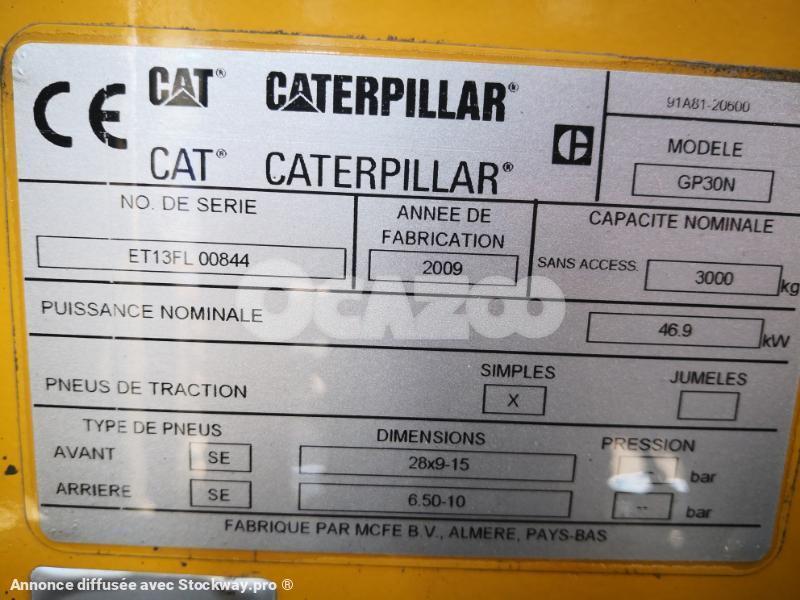 CE CAT® CATERPILLAR®
CAT® CATERPILLAR®
91A81-20600
MODELE
GP30N
NO. DE SERIE
ET13FL 00844
ANNEE DE
FABRICATION
2009
CAPACITE NOMINALE
SANS ACCESS. 3000 kg
PUISSANCE NOMINALE 46.9 kW
PNEUS DE TRACTION
SIMPLES
X
JUMELES
TYPE DE PNEUS DIMENSIONS PRESSION
AVANT SE 28x9-15 -- bar
ARRIERE SE 6.50-10 -- bar
FABRIQUE PAR MCFE B.V., ALMERE, PAYS-BAS
OCAZOO
Annonce diffusée avec Stockway.pro ®